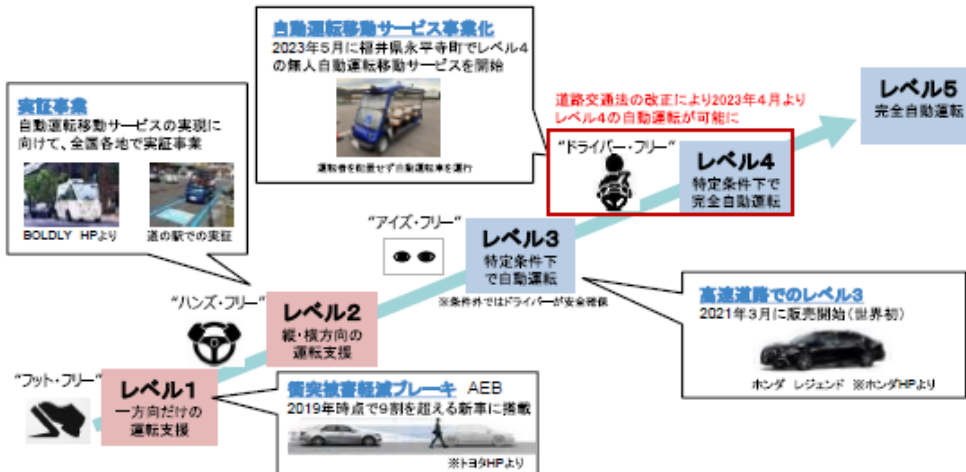 自動運転移動サービス事業化
2023年5月に福井県永平寺町でレベル4
の無人自動運転移動サービスを開始
運転者を配置せず自動運転車を運行
実証事業
自動運転移動サービスの実現に
向けて、全国各地で実証事業
BOLDLY HPより
道の駅での実証
道路交通法の改正により2023年4月より
レベル4の自動運転が可能に
"ドライバー・フリー"
レベル4
特定条件下で
完全自動運転
レベル5
完全自動運転
"アイズ・フリー"
レベル3
特定条件下
で自動運転
※条件外ではドライバーが安全確保
"ハンズ・フリー"
レベル2
縦・横方向の
運転支援
高速道路でのレベル3
2021年3月に販売開始(世界初)
ホンダ レジェンド ※ホンダHPより
"フット・フリー"
レベル1
一方向だけの
運転支援
衝突被害軽減ブレーキ AEB
2019年時点で9割を超える新車に搭載
※トヨタHPより